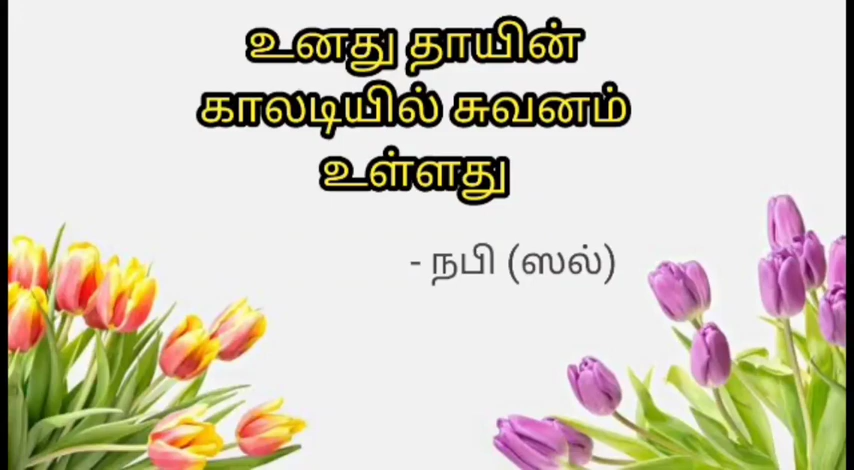 உனது தாயின்
காலடியில் சுவனம்
உள்ளது
- நபி (ஸல்)